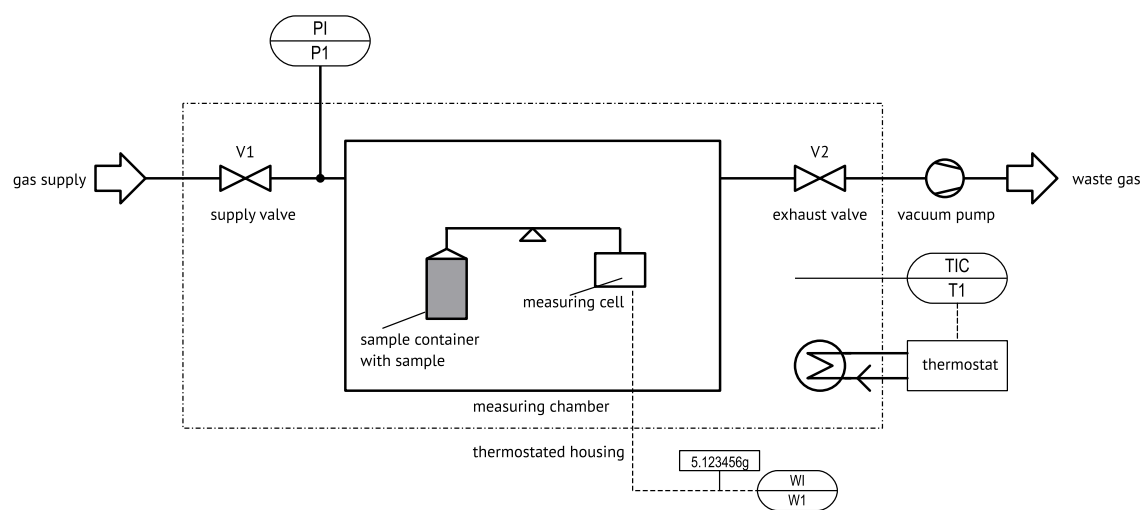 PI
P1
V1
V2
gas supply
waste gas
supply valve
exhaust valve
vacuum pump
TIC
T1
measuring cell
sample container
with sample
thermostat
measuring chamber
thermostated housing
5.123456g
WI
W1